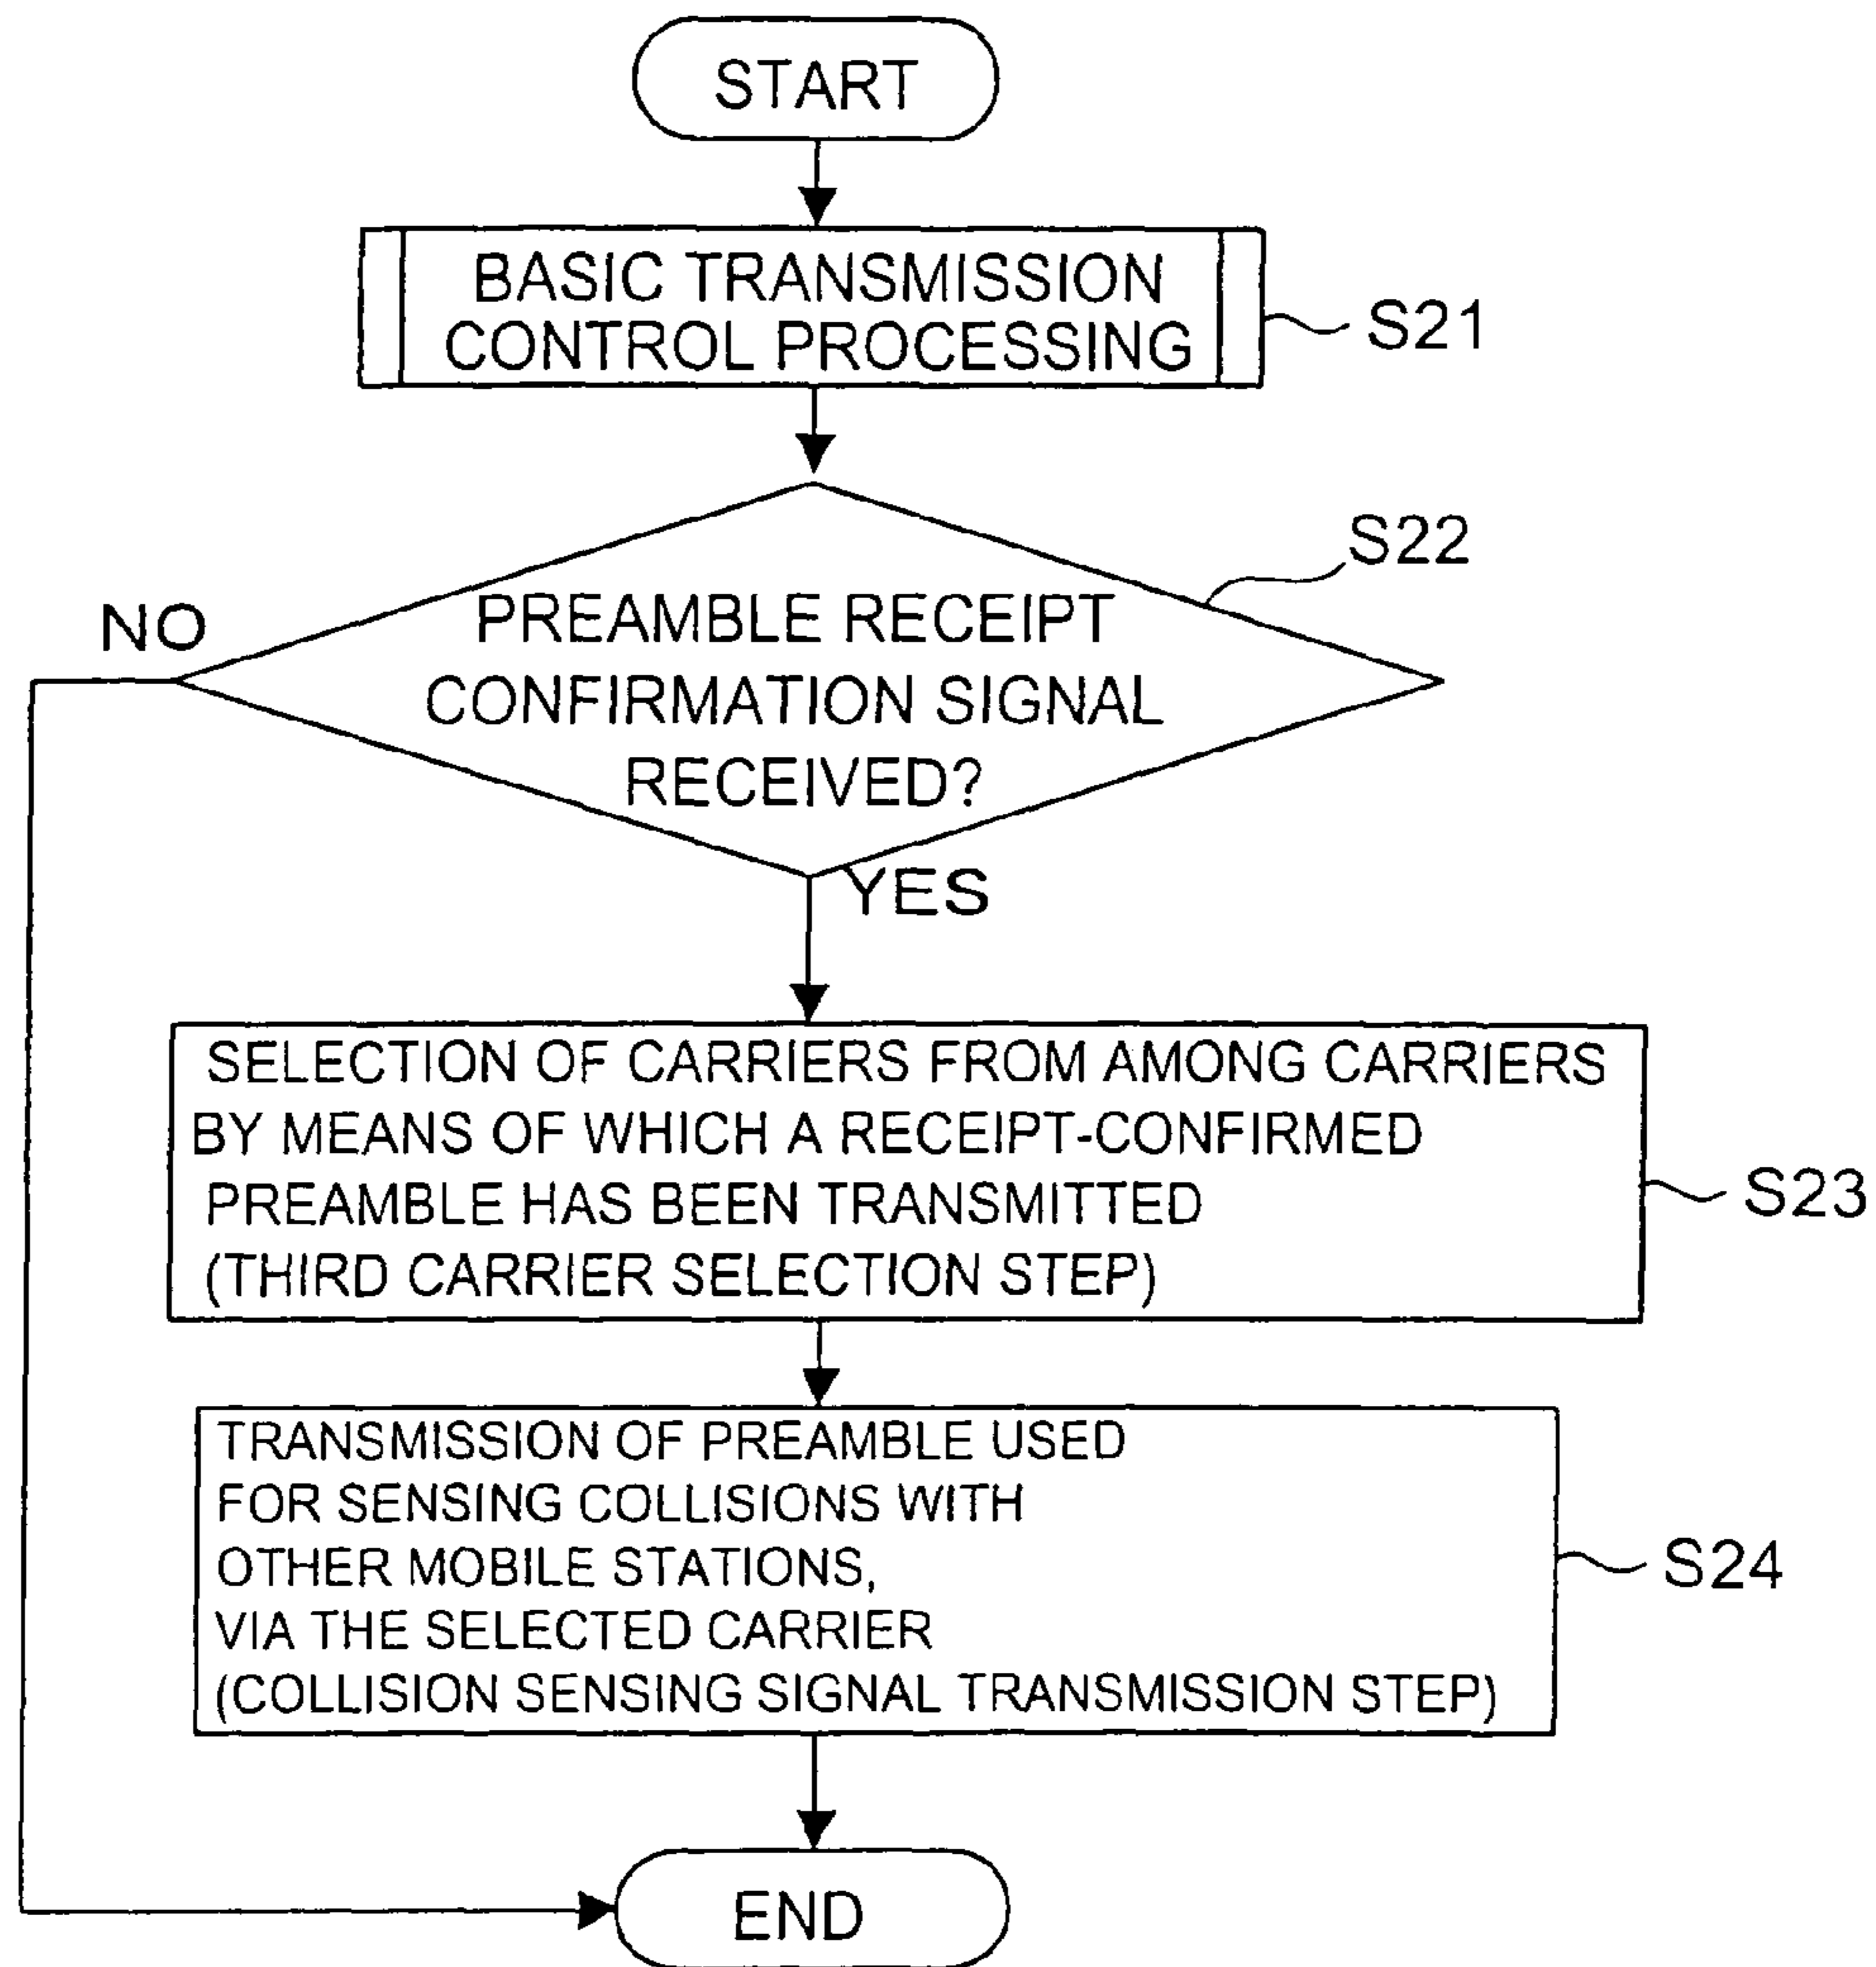 START
BASIC TRANSMISSION
CONTROL PROCESSING
S21
S22
NO
PREAMBLE RECEIPT
CONFIRMATION SIGNAL
RECEIVED?
YES
SELECTION OF CARRIERS FROM AMONG CARRIERS
BY MEANS OF WHICH A RECEIPT-CONFIRMED
PREAMBLE HAS BEEN TRANSMITTED
(THIRD CARRIER SELECTION STEP)
S23
TRANSMISSION OF PREAMBLE USED
FOR SENSING COLLISIONS WITH
OTHER MOBILE STATIONS,
VIA THE SELECTED CARRIER
(COLLISION SENSING SIGNAL TRANSMISSION STEP)
S24
END